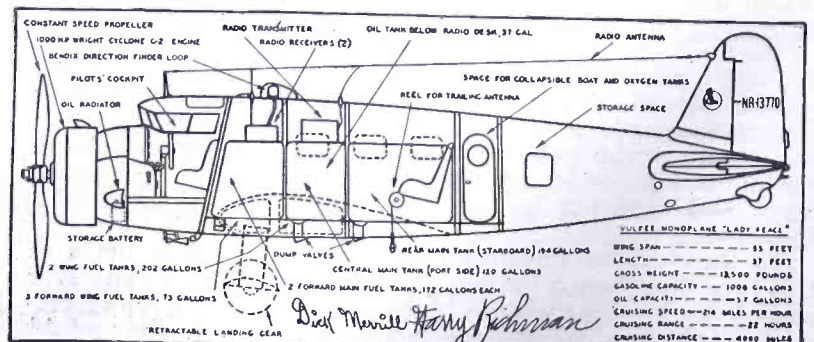 CONSTANT SPEED PROPELLER
1000 HP WRIGHT CYCLONE G-2 ENGINE
BENDIX DIRECTION FINDER LOOP
PILOTS' COCKPIT
OIL RADIATOR
RADIO TRANSMITTER
RADIO RECEIVERS (2)
OIL TANK BELOW RADIO DESK, 37 GAL
RADIO ANTENNA
SPACE FOR COLLAPSIBLE BOAT AND OXYGEN TANKS
REEL FOR TRAILING ANTENNA
STORAGE SPACE
NR-13770
STORAGE BATTERY
2 WING FUEL TANKS, 202 GALLONS
3 FORWARD WING FUEL TANKS, 73 GALLONS
RETRACTABLE LANDING GEAR
DUMP VALVES
REAR MAIN TANK (STARBOARD) 194 GALLONS
CENTRAL MAIN TANK (PORT SIDE) 120 GALLONS
2 FORWARD MAIN FUEL TANKS, 172 GALLONS EACH
Dick Merrill Harry Richman
VULTEE MONOPLANE "LADY PEACE"
WING SPAN 55 FEET
LENGTH 37 FEET
GROSS WEIGHT 13,500 POUNDS
GASOLINE CAPACITY 1006 GALLONS
OIL CAPACITY 57 GALLONS
CRUISING SPEED 216 MILES PER HOUR
CRUISING RANGE 22 HOURS
CRUISING DISTANCE 4000 MILES